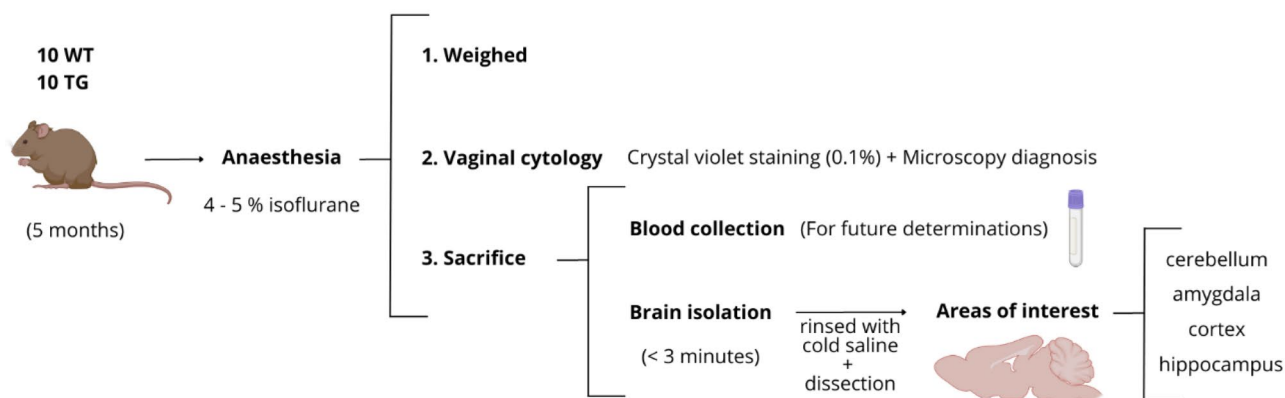 10 WT
10 TG
(5 months)
Anaesthesia
4 - 5 % isoflurane
1. Weighed
2. Vaginal cytology Crystal violet staining (0.1%) + Microscopy diagnosis
3. Sacrifice
Blood collection (For future determinations)
Brain isolation
(< 3 minutes)
rinsed with
cold saline
+
dissection
Areas of interest
cerebellum
amygdala
cortex
hippocampus